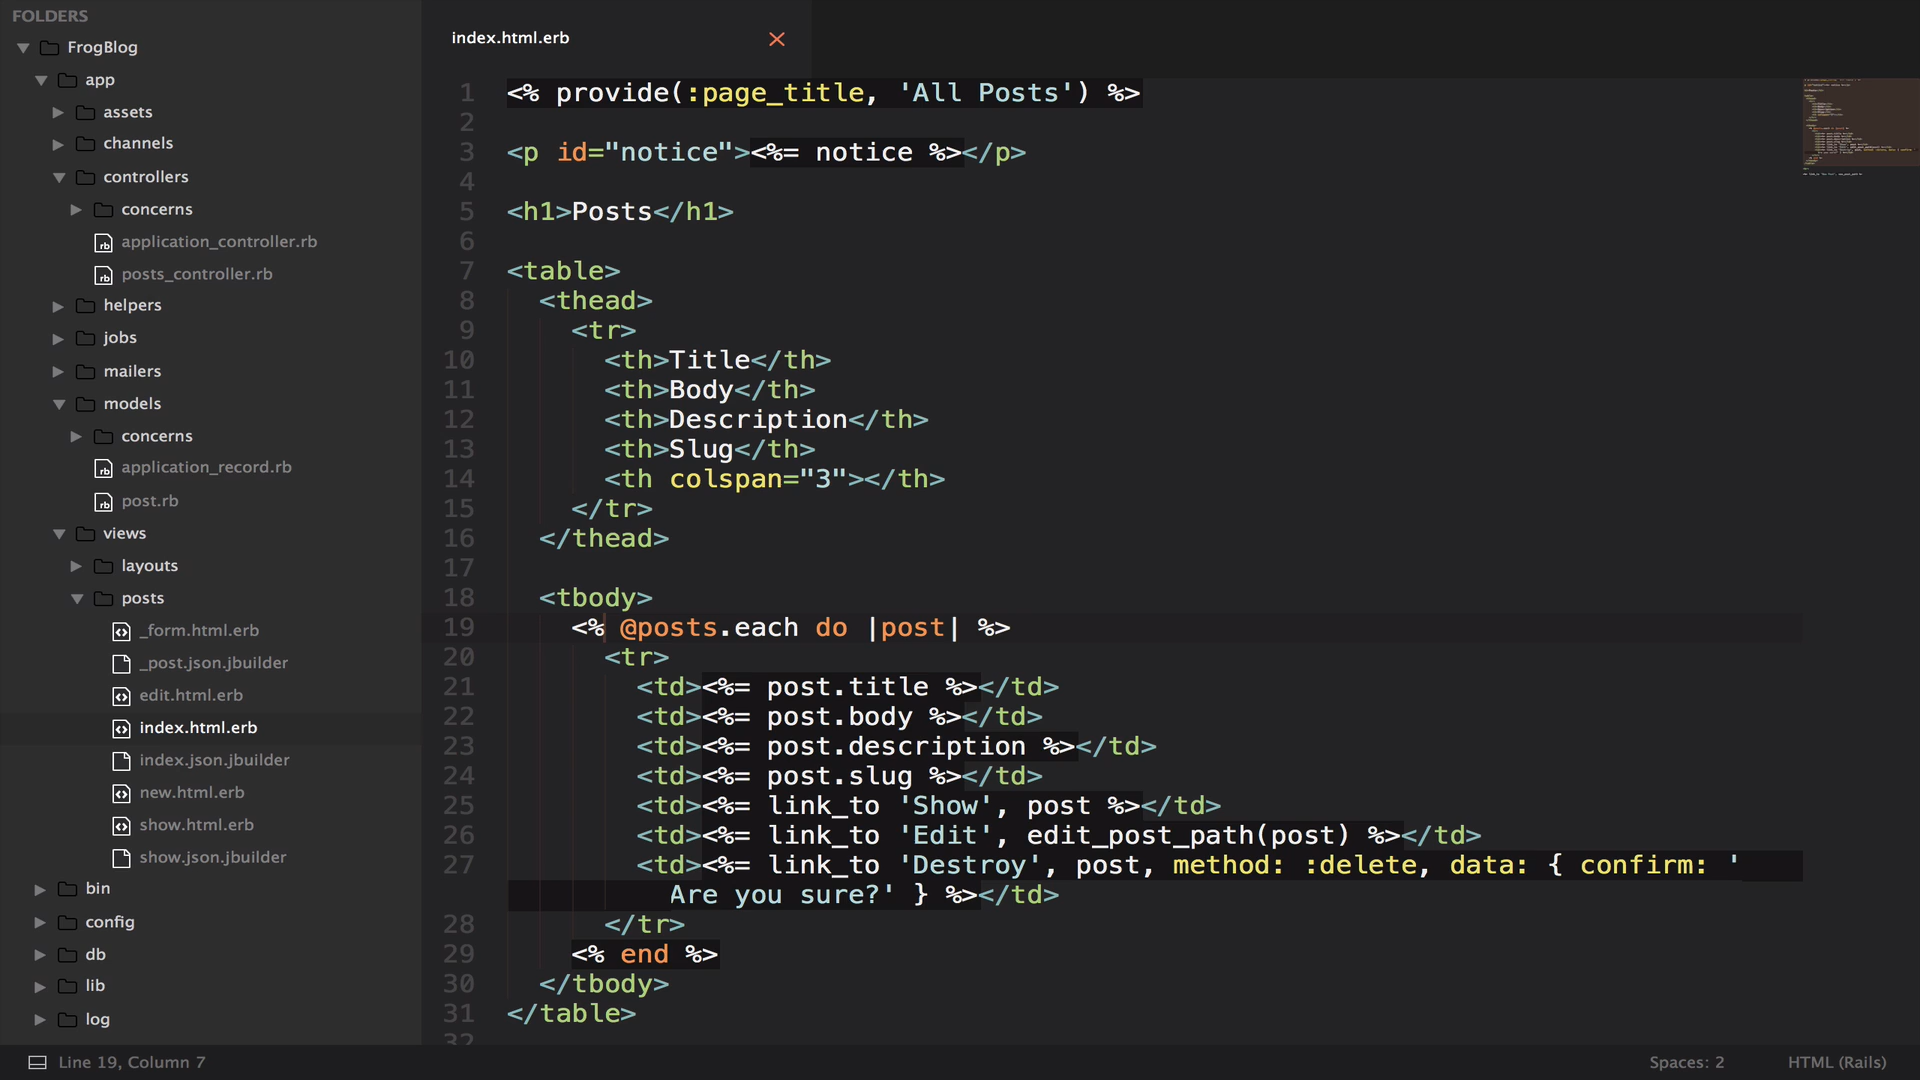 FOLDERS
FrogBlog
app
assets
channels
controllers
concerns
application_controller.rb
posts_controller.rb
helpers
jobs
mailers
models
concerns
application_record.rb
post.rb
views
layouts
posts
_form.html.erb
_post.json.jbuilder
edit.html.erb
index.html.erb
index.json.jbuilder
new.html.erb
show.html.erb
show.json.jbuilder
bin
config
db
lib
log
index.html.erb
1 <% provide(:page_title, 'All Posts') %>
2
3 <p id="notice"><%= notice %></p>
4
5 <h1>Posts</h1>
6
7 <table>
8 <thead>
9 <tr>
10 <th>Title</th>
11 <th>Body</th>
12 <th>Description</th>
13 <th>Slug</th>
14 <th colspan="3"></th>
15 </tr>
16 </thead>
17
18 <tbody>
19 <% @posts.each do |post| %>
20 <tr>
21 <td><%= post.title %></td>
22 <td><%= post.body %></td>
23 <td><%= post.description %></td>
24 <td><%= post.slug %></td>
25 <td><%= link_to 'Show', post %></td>
26 <td><%= link_to 'Edit', edit_post_path(post) %></td>
27 <td><%= link_to 'Destroy', post, method: :delete, data: { confirm: '
Are you sure?' } %></td>
28 </tr>
29 <% end %>
30 </tbody>
31 </table>
32
Line 19, Column 7
Spaces: 2
HTML (Rails)